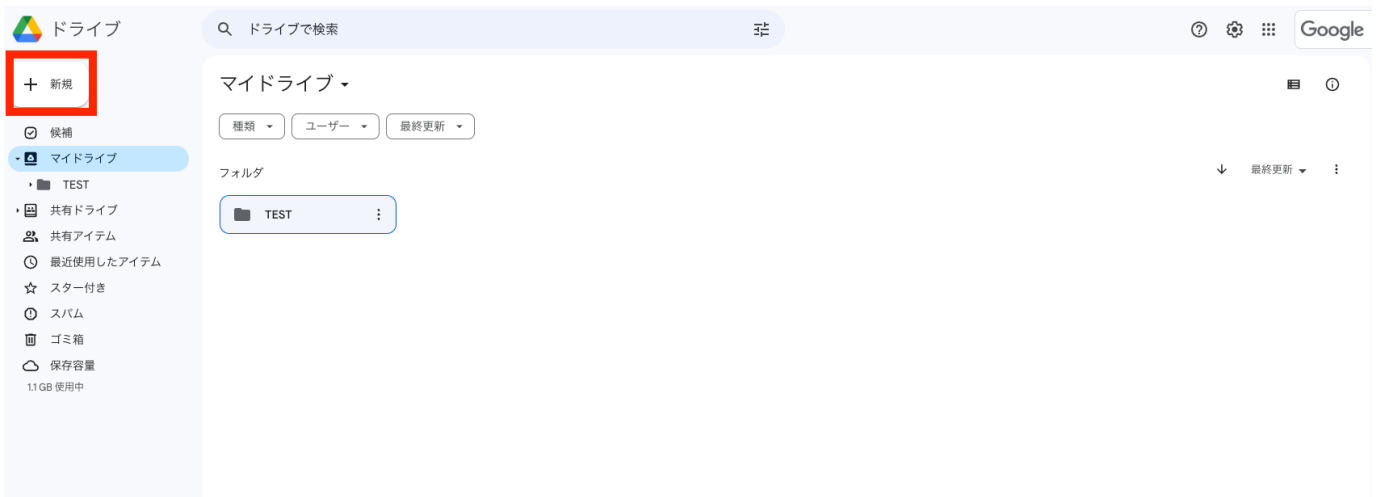 ドライブ
ドライブで検索
Google
新規
候補
マイドライブ
TEST
共有ドライブ
共有アイテム
最近使用したアイテム
スター付き
スパム
ゴミ箱
保存容量
1.1 GB 使用中
マイドライブ
種類 ユーザー 最終更新
フォルダ 最終更新
TEST